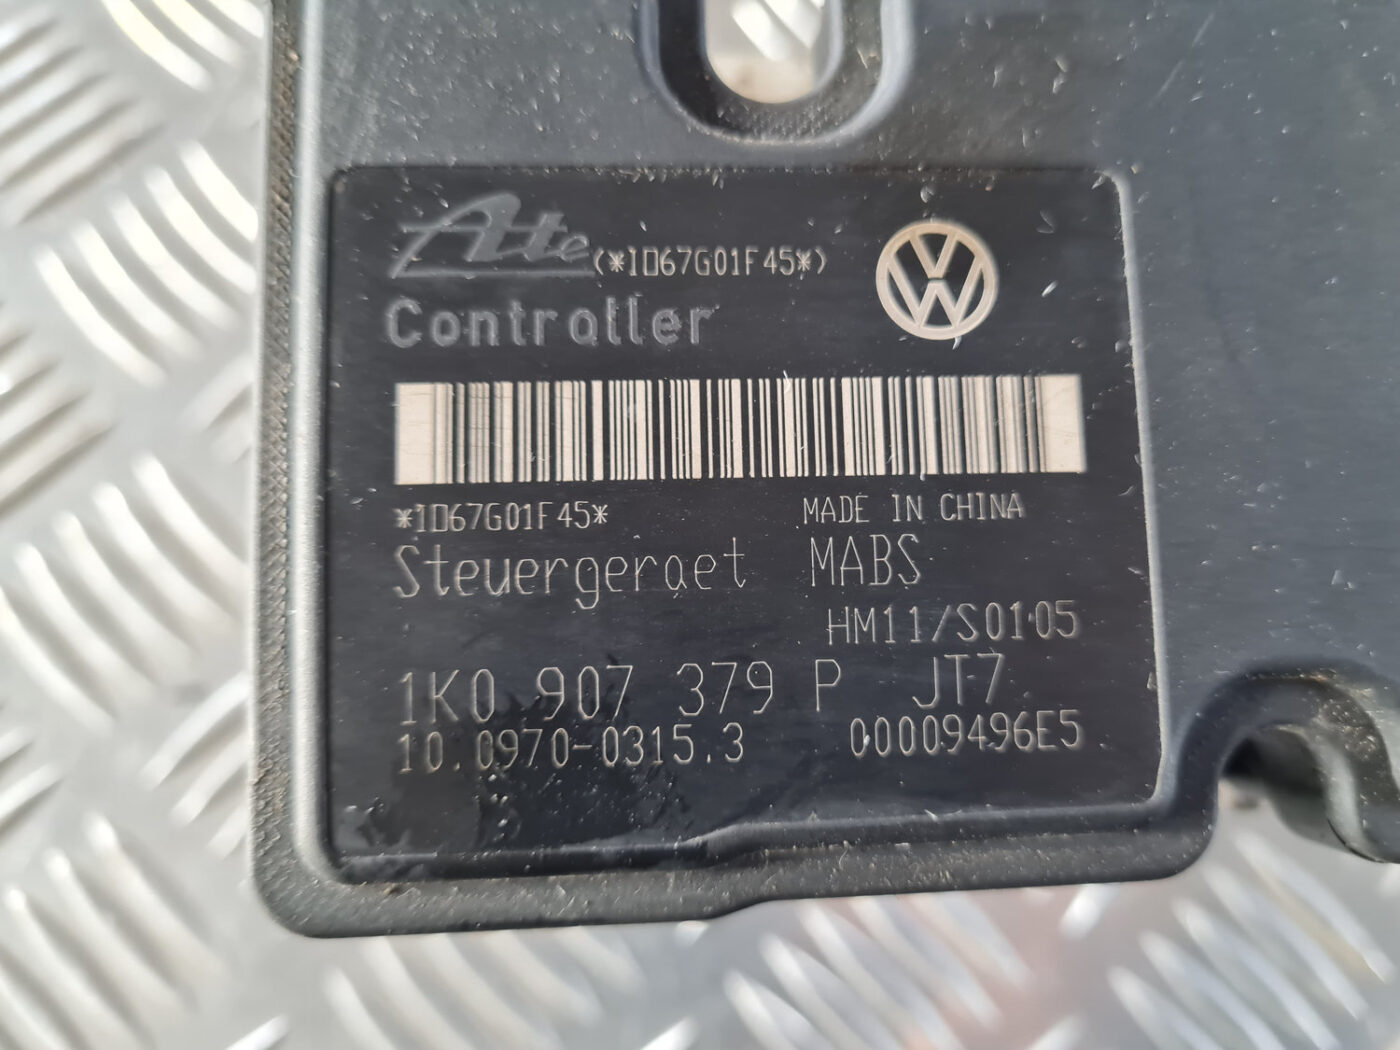 Ate (*1D67G01F45*)
Controller
*1D67G01F45* MADE IN CHINA
Steuergeraet MABS
HM11/S01.05
1K0 907 379 P JT7
10.0970-0315.3 00009496E5